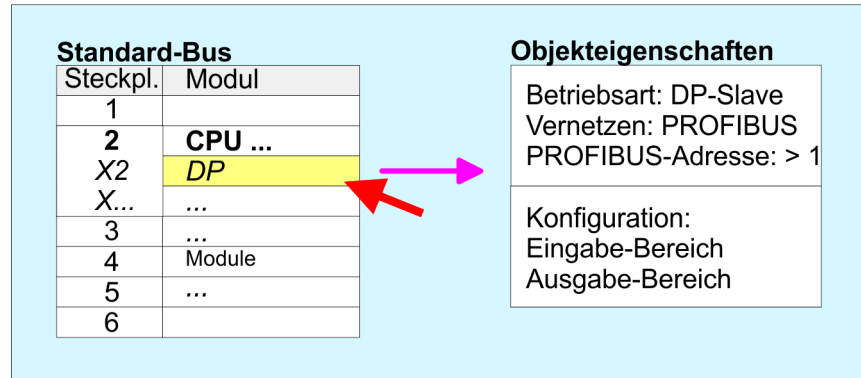 Standard-Bus
Steckpl. Modul
1
2 CPU ...
X2 DP
X... ...
3 ...
4 Module
5 ...
6
Objekteigenschaften
Betriebsart: DP-Slave
Vernetzen: PROFIBUS
PROFIBUS-Adresse: > 1
Konfiguration:
Eingabe-Bereich
Ausgabe-Bereich